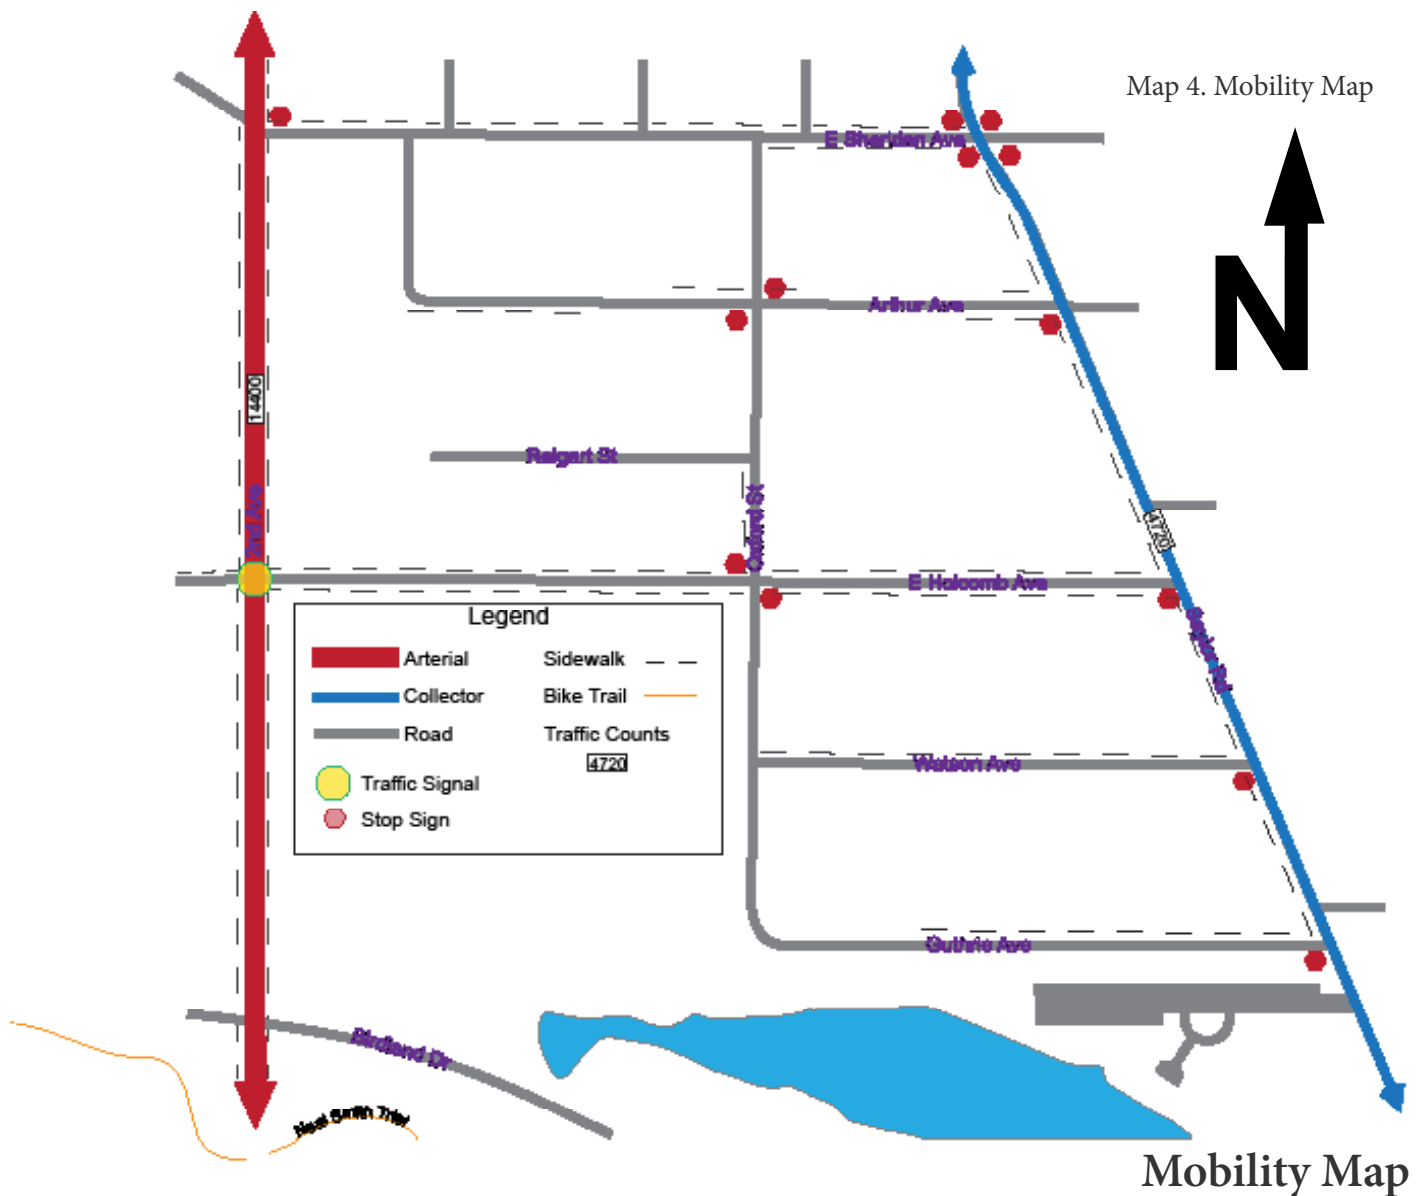 Map 4. Mobility Map
N
E Sheridan Ave
Arthur Ave
14400
Reigart St
2nd Ave
Oxford St
4720
E Holcomb Ave
Legend
Arterial
Sidewalk
Collector
Bike Trail
Road
Traffic Counts
4720
Traffic Signal
Stop Sign
Watson Ave
Guthrie Ave
Birdland Dr
Mobility Map